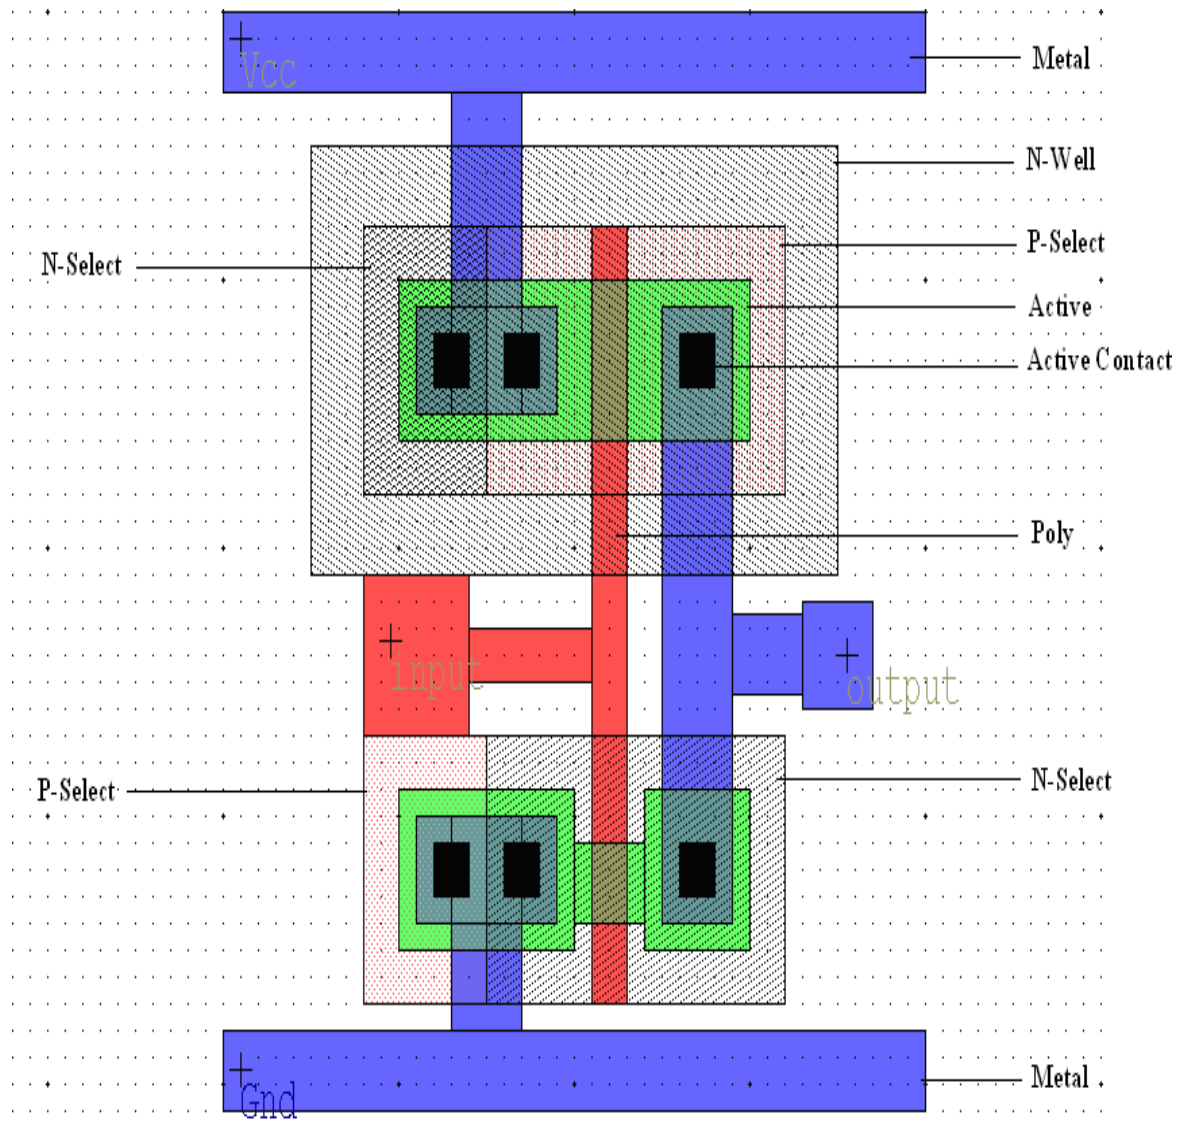 Vcc
Metal
N-Well
P-Select
N-Select
Active
Active Contact
Poly
input
output
P-Select
N-Select
Metal
Gnd